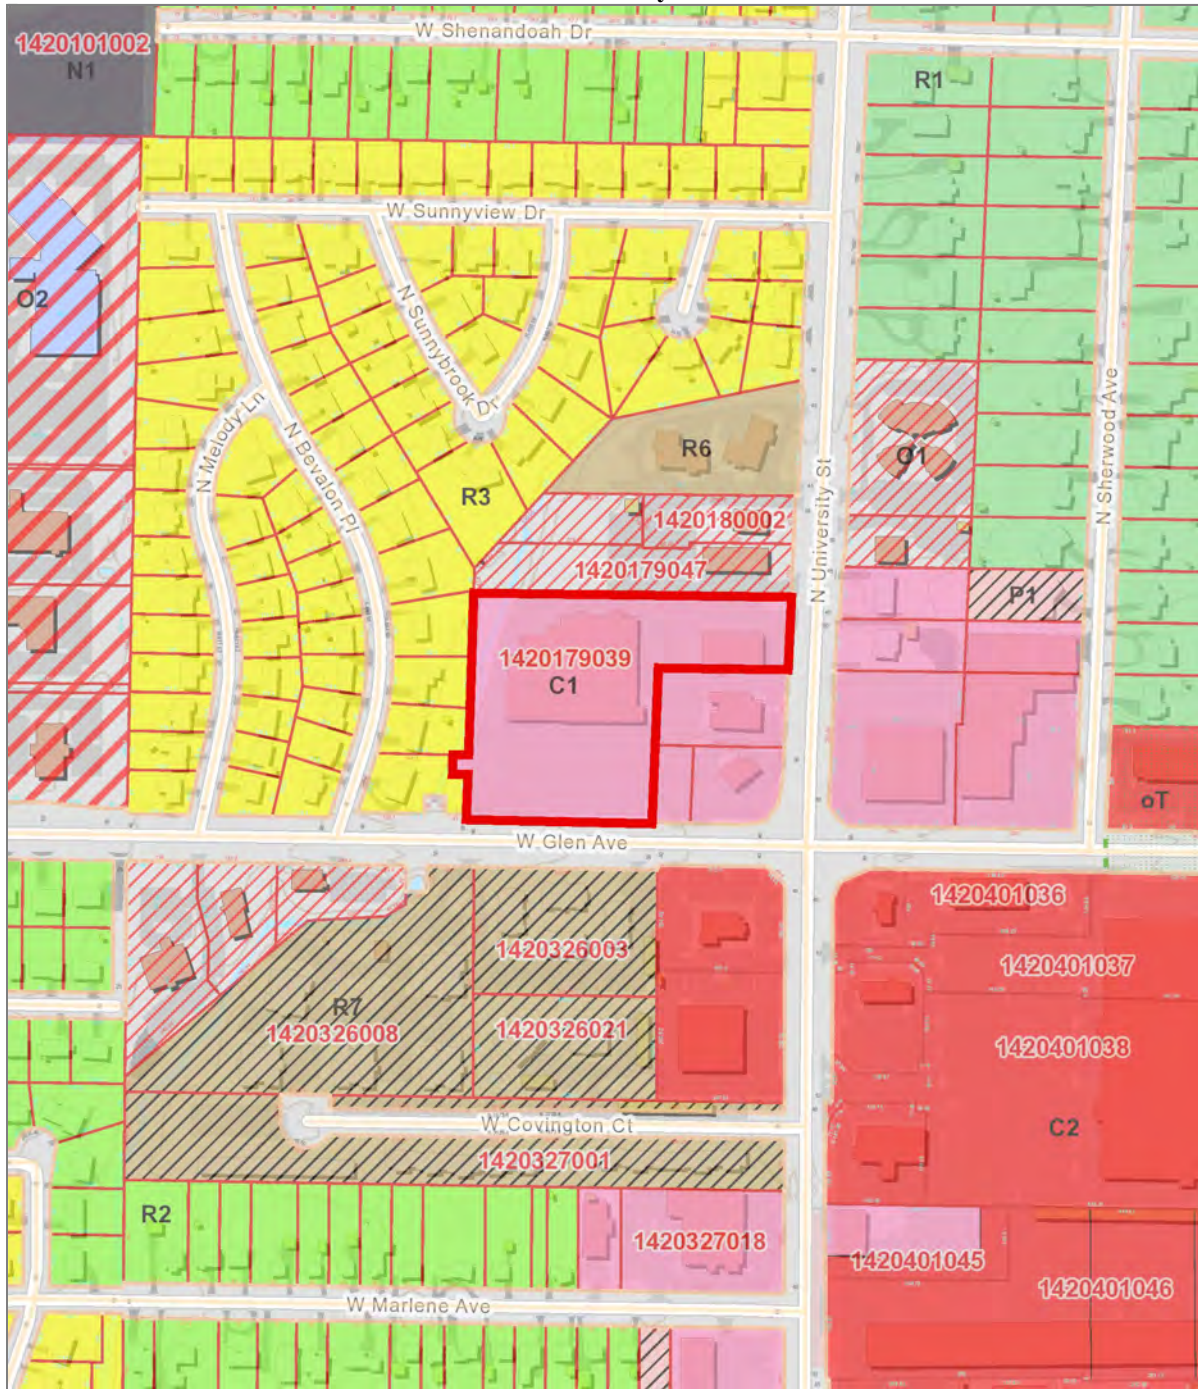 W Shenandoah Dr
1420101002
N1
R1
W Sunnyview Dr
O2
N Sunnybrook Dr
N Melody Ln
N Bevalon Pl
N Sherwood Ave
R6
O1
R3
N University St
1420180002
1420179047
P1
1420179039
C1
oT
W Glen Ave
1420401036
1420326003
1420401037
R7
1420326008
1420326021
1420401038
W Covington Ct
C2
1420327001
R2
1420327018
1420401045
1420401046
W Marlene Ave